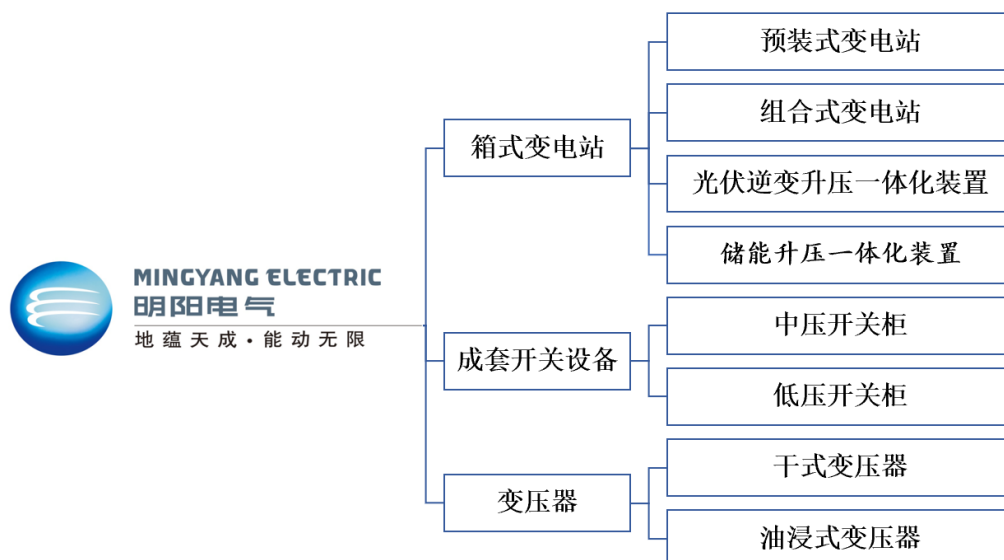 MINGYANG ELECTRIC
明阳电气
地蕴天成·能动无限
箱式变电站
预装式变电站
组合式变电站
光伏逆变升压一体化装置
储能升压一体化装置
成套开关设备
中压开关柜
低压开关柜
变压器
干式变压器
油浸式变压器